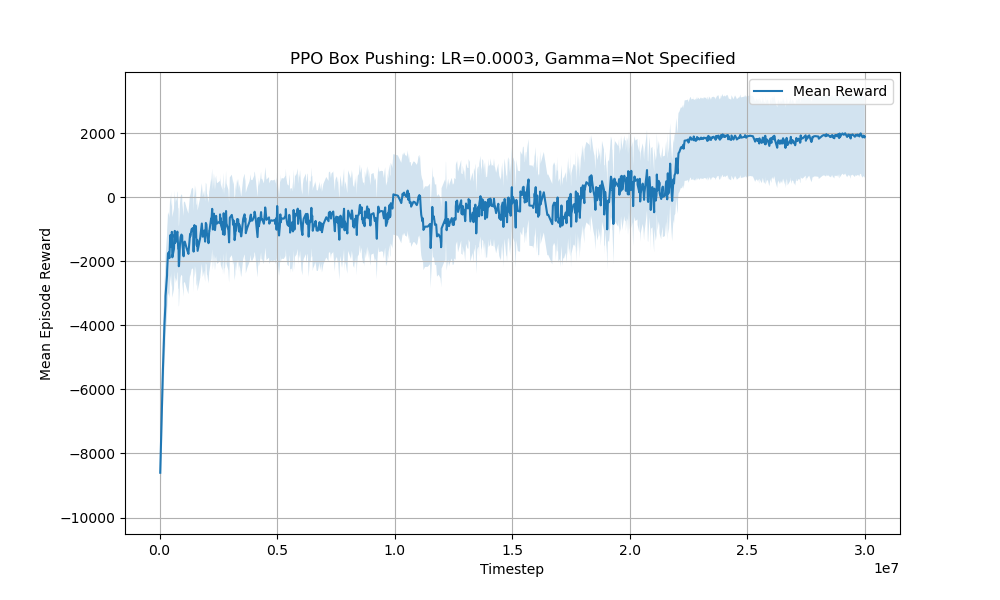 PPO Box Pushing: LR=0.0003, Gamma=Not Specified
Mean Reward
2000
0
−2000
−4000
−6000
−8000
−10000
Mean Episode Reward
0.0 0.5 1.0 1.5 2.0 2.5 3.0
1e7
Timestep